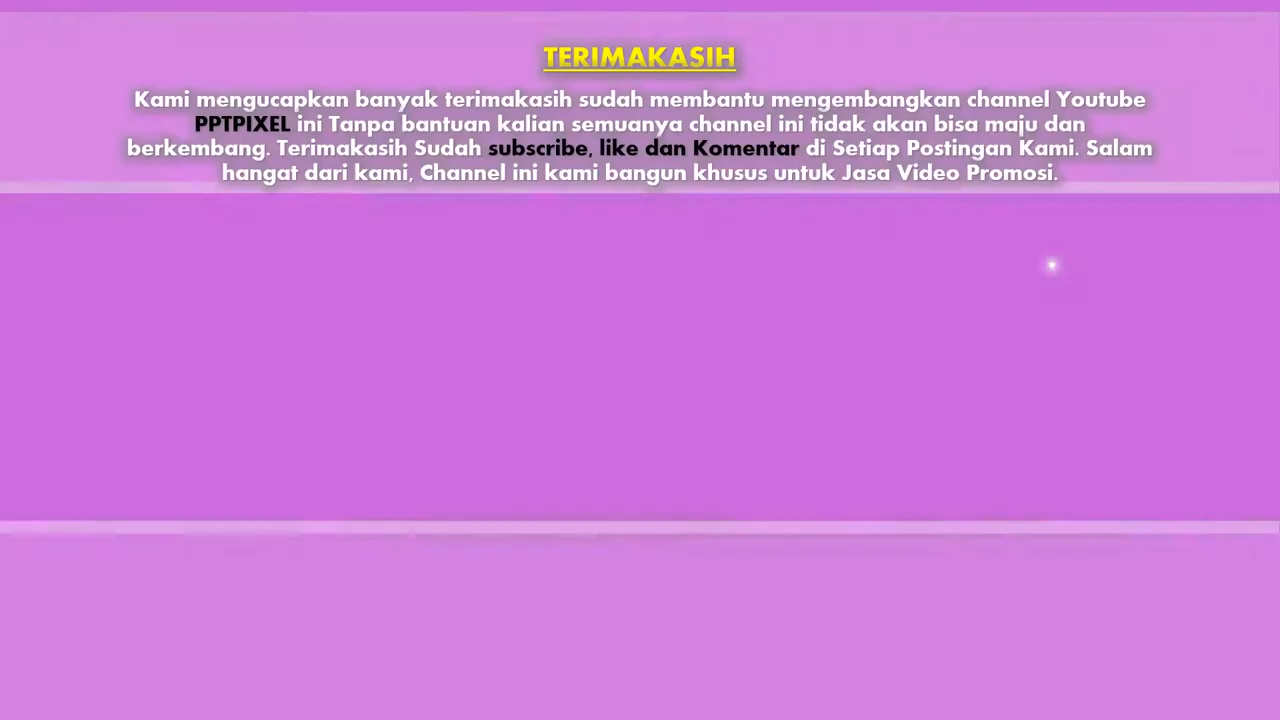 TERIMAKASIH
Kami mengucapkan banyak terimakasih sudah membantu mengembangkan channel Youtube
PPTPIXEL ini Tanpa bantuan kalian semuanya channel ini tidak akan bisa maju dan
berkembang. Terimakasih Sudah subscribe, like dan Komentar di Setiap Postingan Kami. Salam
hangat dari kami, Channel ini kami bangun khusus untuk Jasa Video Promosi.